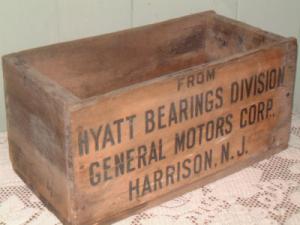 FROM
HYATT BEARINGS DIVISION
GENERAL MOTORS CORP.
HARRISON, N.J.